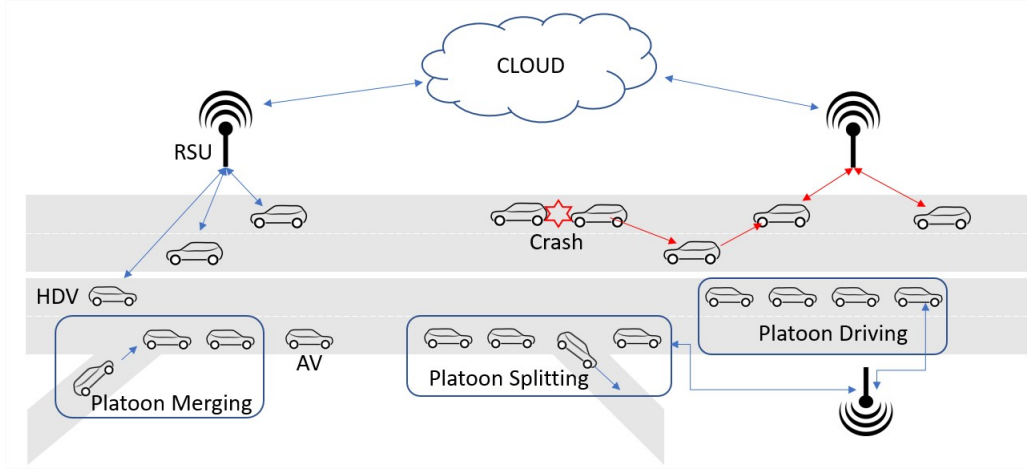 CLOUD
RSU
Crash
HDV
Platoon Driving
AV
Platoon Splitting
Platoon Merging